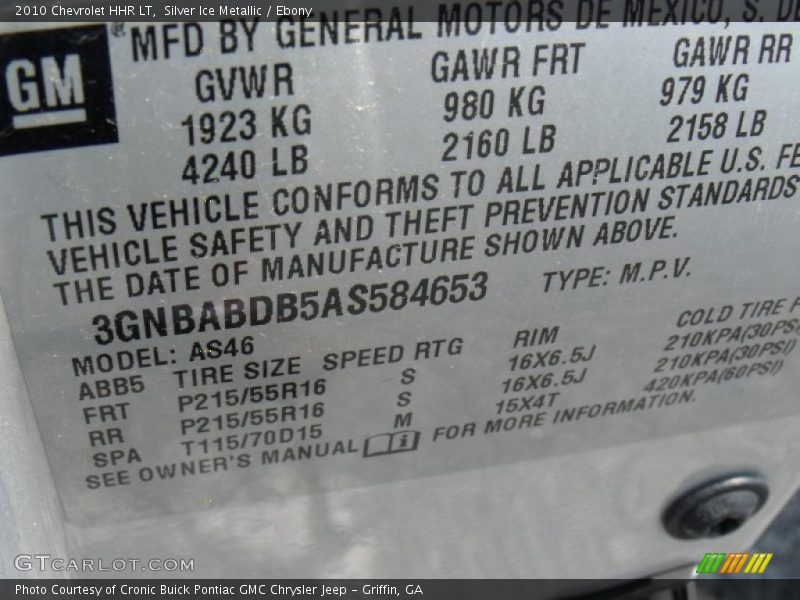 2010 Chevrolet HHR LT,  Silver Ice Metallic / Ebony
GM
® MFD BY GENERAL MOTORS DE MEXICO, S. DE
GVWR GAWR FRT GAWR RR
1923 KG 980 KG 979 KG
4240 LB 2160 LB 2158 LB
THIS VEHICLE CONFORMS TO ALL APPLICABLE U.S. FE
VEHICLE SAFETY AND THEFT PREVENTION STANDARDS
THE DATE OF MANUFACTURE SHOWN ABOVE.
3GNBABDB5AS584653 TYPE: M.P.V.
MODEL: AS46
ABB5 TIRE SIZE SPEED RTG RIM COLD TIRE P
FRT P215/55R16 S 16X6.5J 210KPA(30PSI)
RR P215/55R16 S 16X6.5J 210KPA(30PSI)
SPA T115/70D15 M 15X4T 420KPA(60PSI)
SEE OWNER'S MANUAL FOR MORE INFORMATION.
GTCARLOT.COM
Photo Courtesy of Cronic Buick Pontiac GMC Chrysler Jeep – Griffin, GA